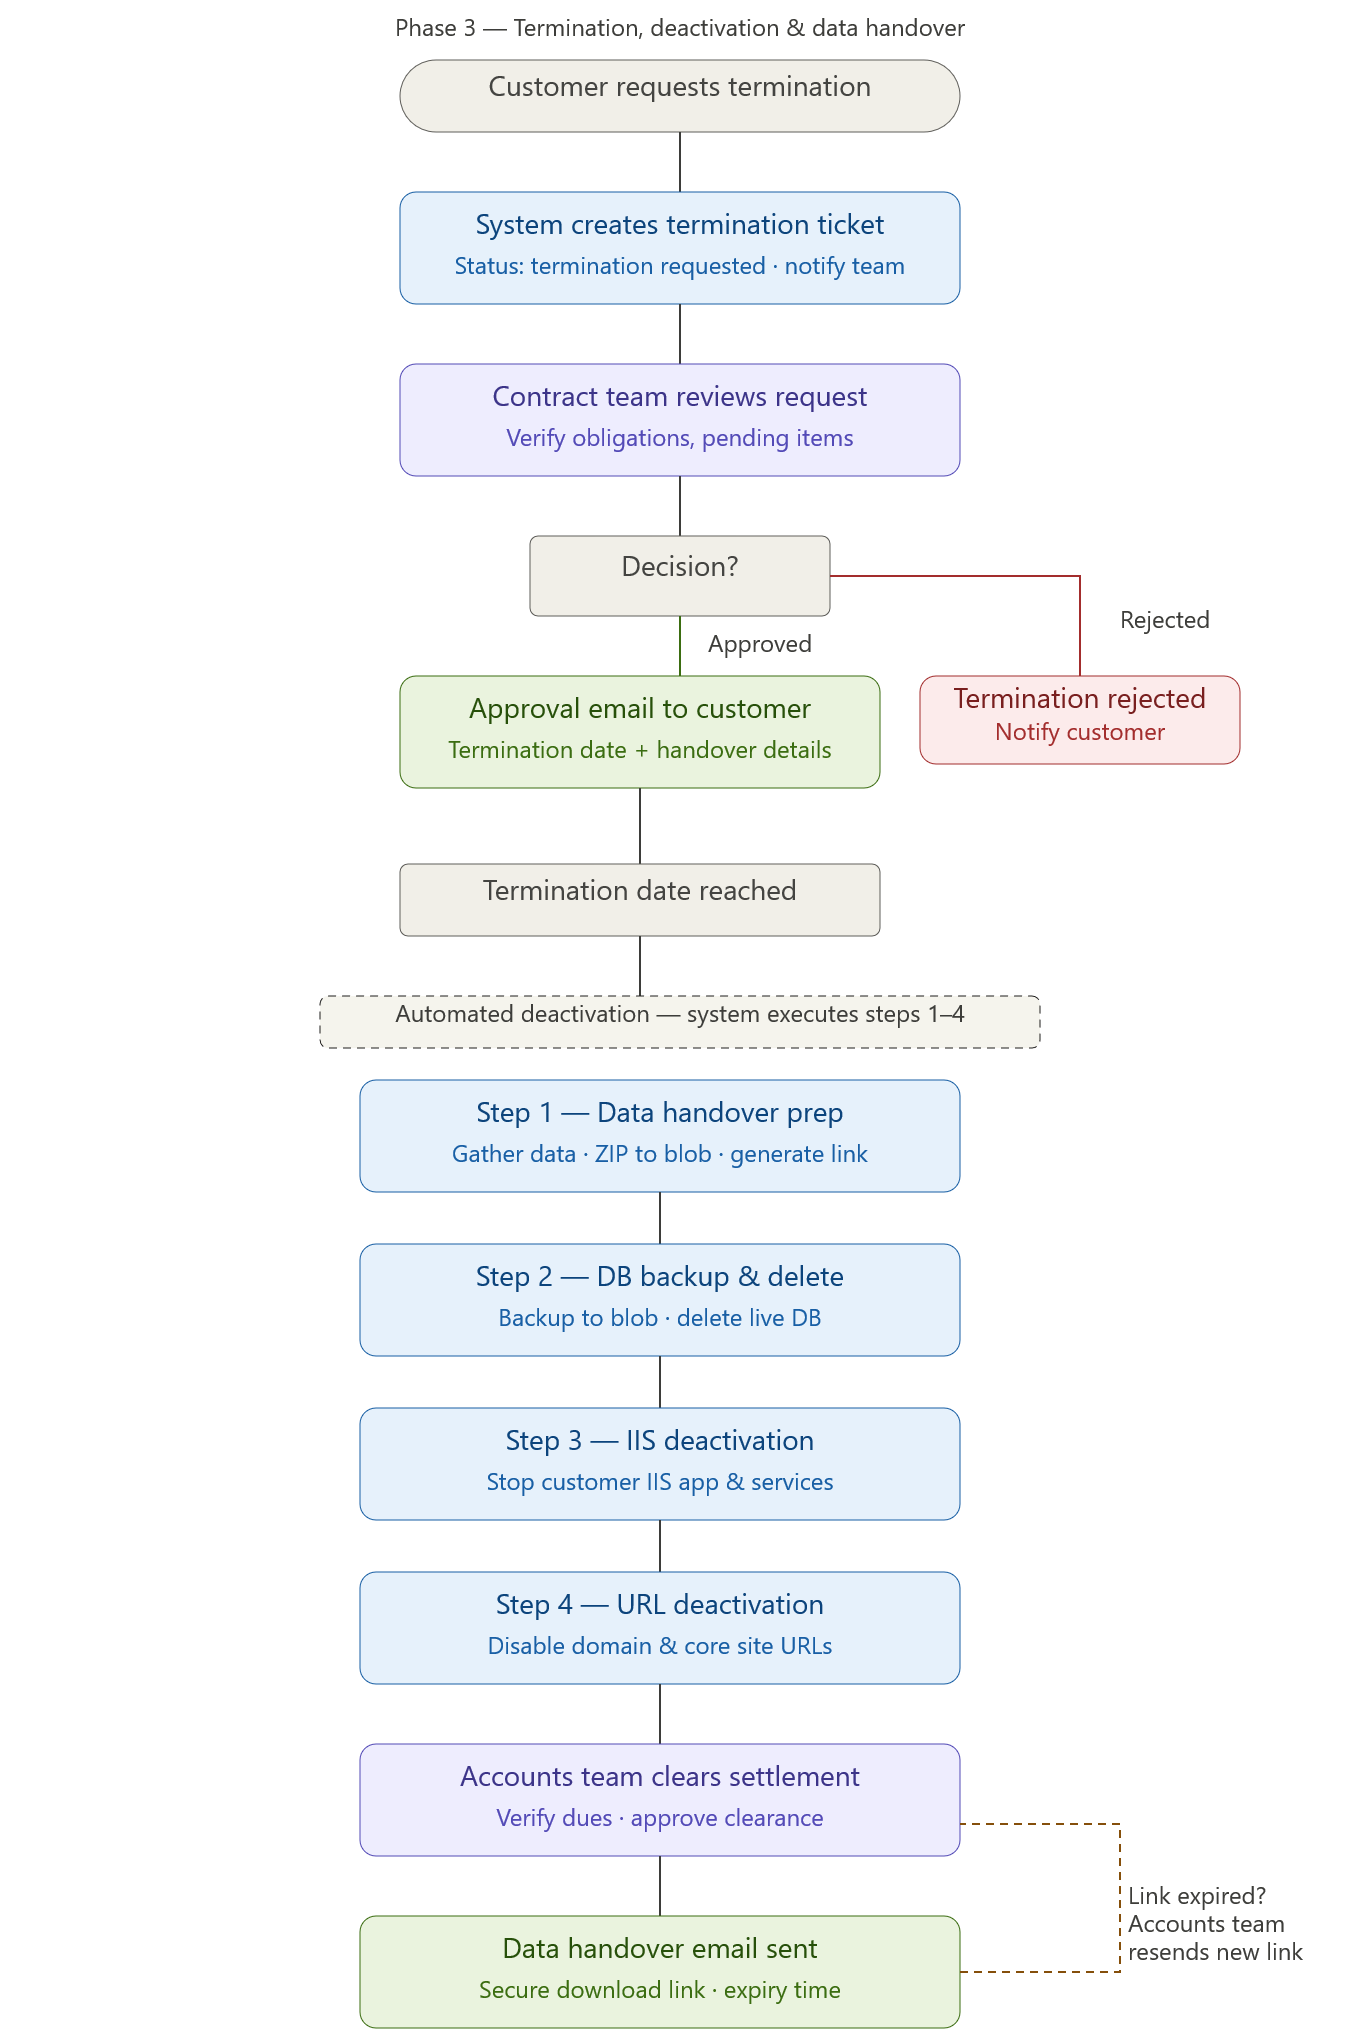 Phase 3 — Termination, deactivation & data handover
Customer requests termination
System creates termination ticket
Status: termination requested · notify team
Contract team reviews request
Verify obligations, pending items
Decision?
Rejected
Approved
Approval email to customer
Termination date + handover details
Termination rejected
Notify customer
Termination date reached
Automated deactivation — system executes steps 1–4
Step 1 — Data handover prep
Gather data · ZIP to blob · generate link
Step 2 — DB backup & delete
Backup to blob · delete live DB
Step 3 — IIS deactivation
Stop customer IIS app & services
Step 4 — URL deactivation
Disable domain & core site URLs
Accounts team clears settlement
Verify dues · approve clearance
Link expired?
Accounts team
resends new link
Data handover email sent
Secure download link · expiry time